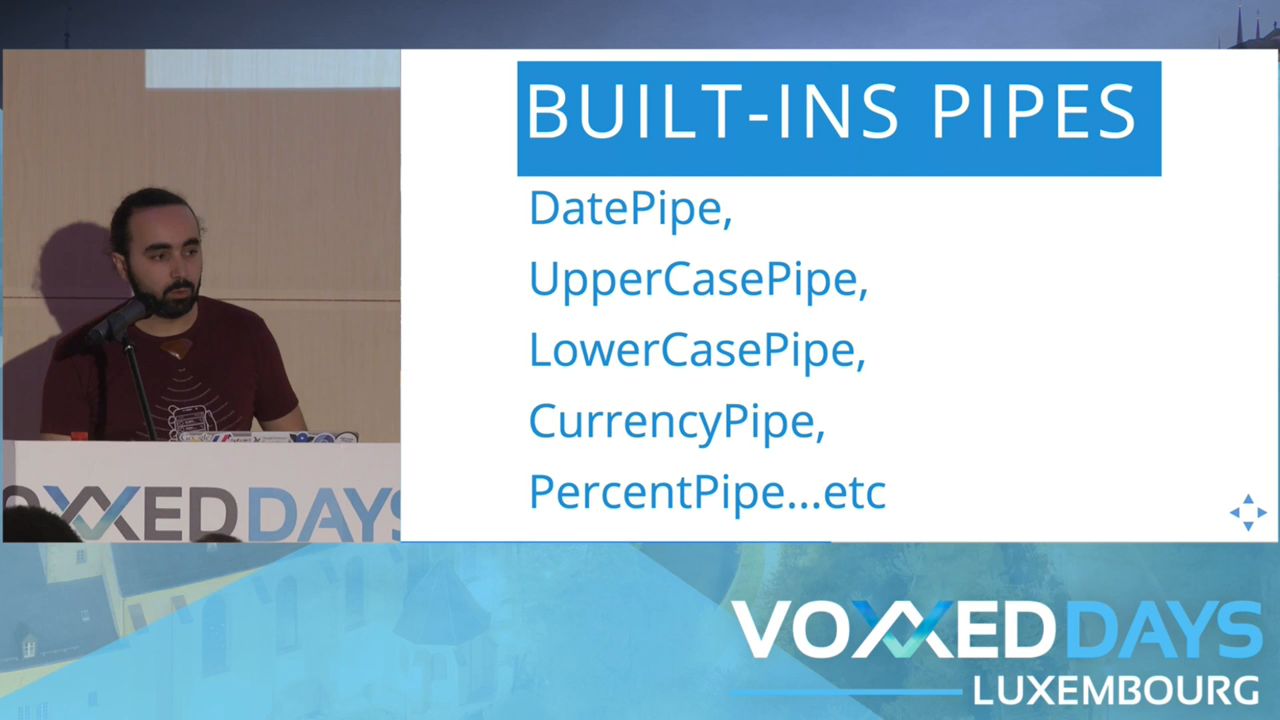 BUILT-INS PIPES
DatePipe,
UpperCasePipe,
LowerCasePipe,
CurrencyPipe,
PercentPipe...etc
VOXXED DAYS
VOXXED DAYS
LUXEMBOURG